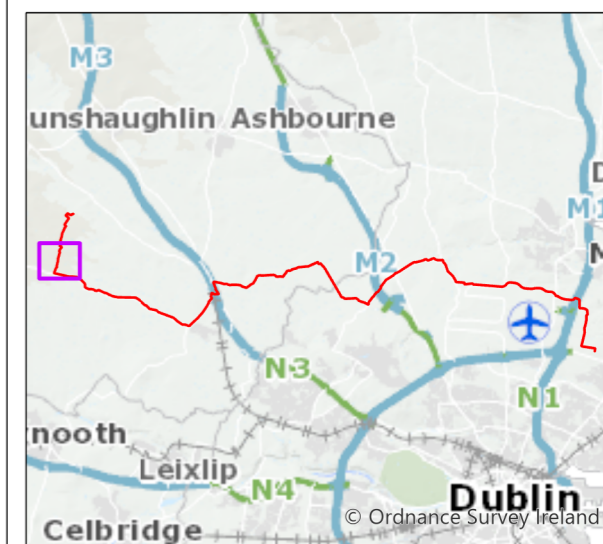 M3
unshaughlin Ashbourne
D
M1
M
M2
N3
N1
nooth
Leixlip
N4
Dublin
© Ordnance Survey Ireland
Celbridge